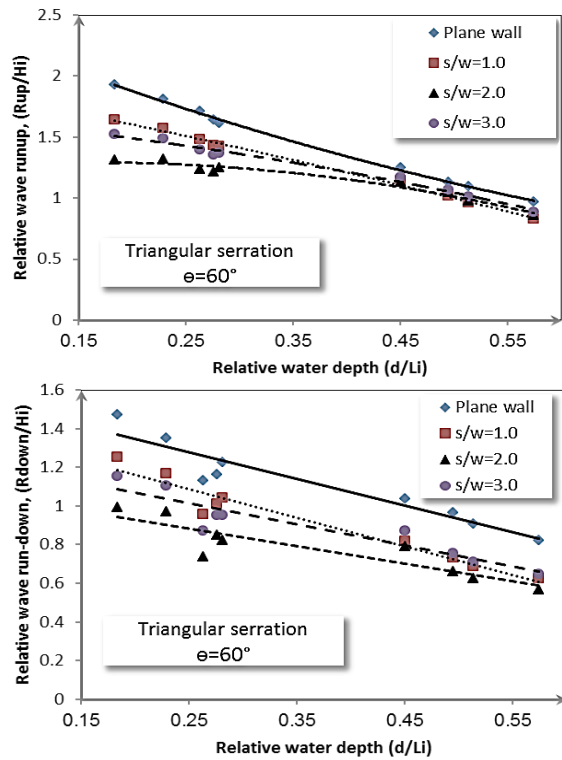 Relative wave runup, (Rup/Hi)
2.5
2
1.5
1
0.5
0
Plane wall
s/w=1.0
s/w=2.0
s/w=3.0
Triangular serration
ɵ=60°
0.15
0.25
0.35
0.45
0.55
Relative water depth (d/Li)
Relative wave run-down, (Rdown/Hi)
1.6
1.4
1.2
1
0.8
0.6
0.4
0.2
0
Plane wall
s/w=1.0
s/w=2.0
s/w=3.0
Triangular serration
ɵ=60°
0.15
0.25
0.35
0.45
0.55
Relative water depth (d/Li)